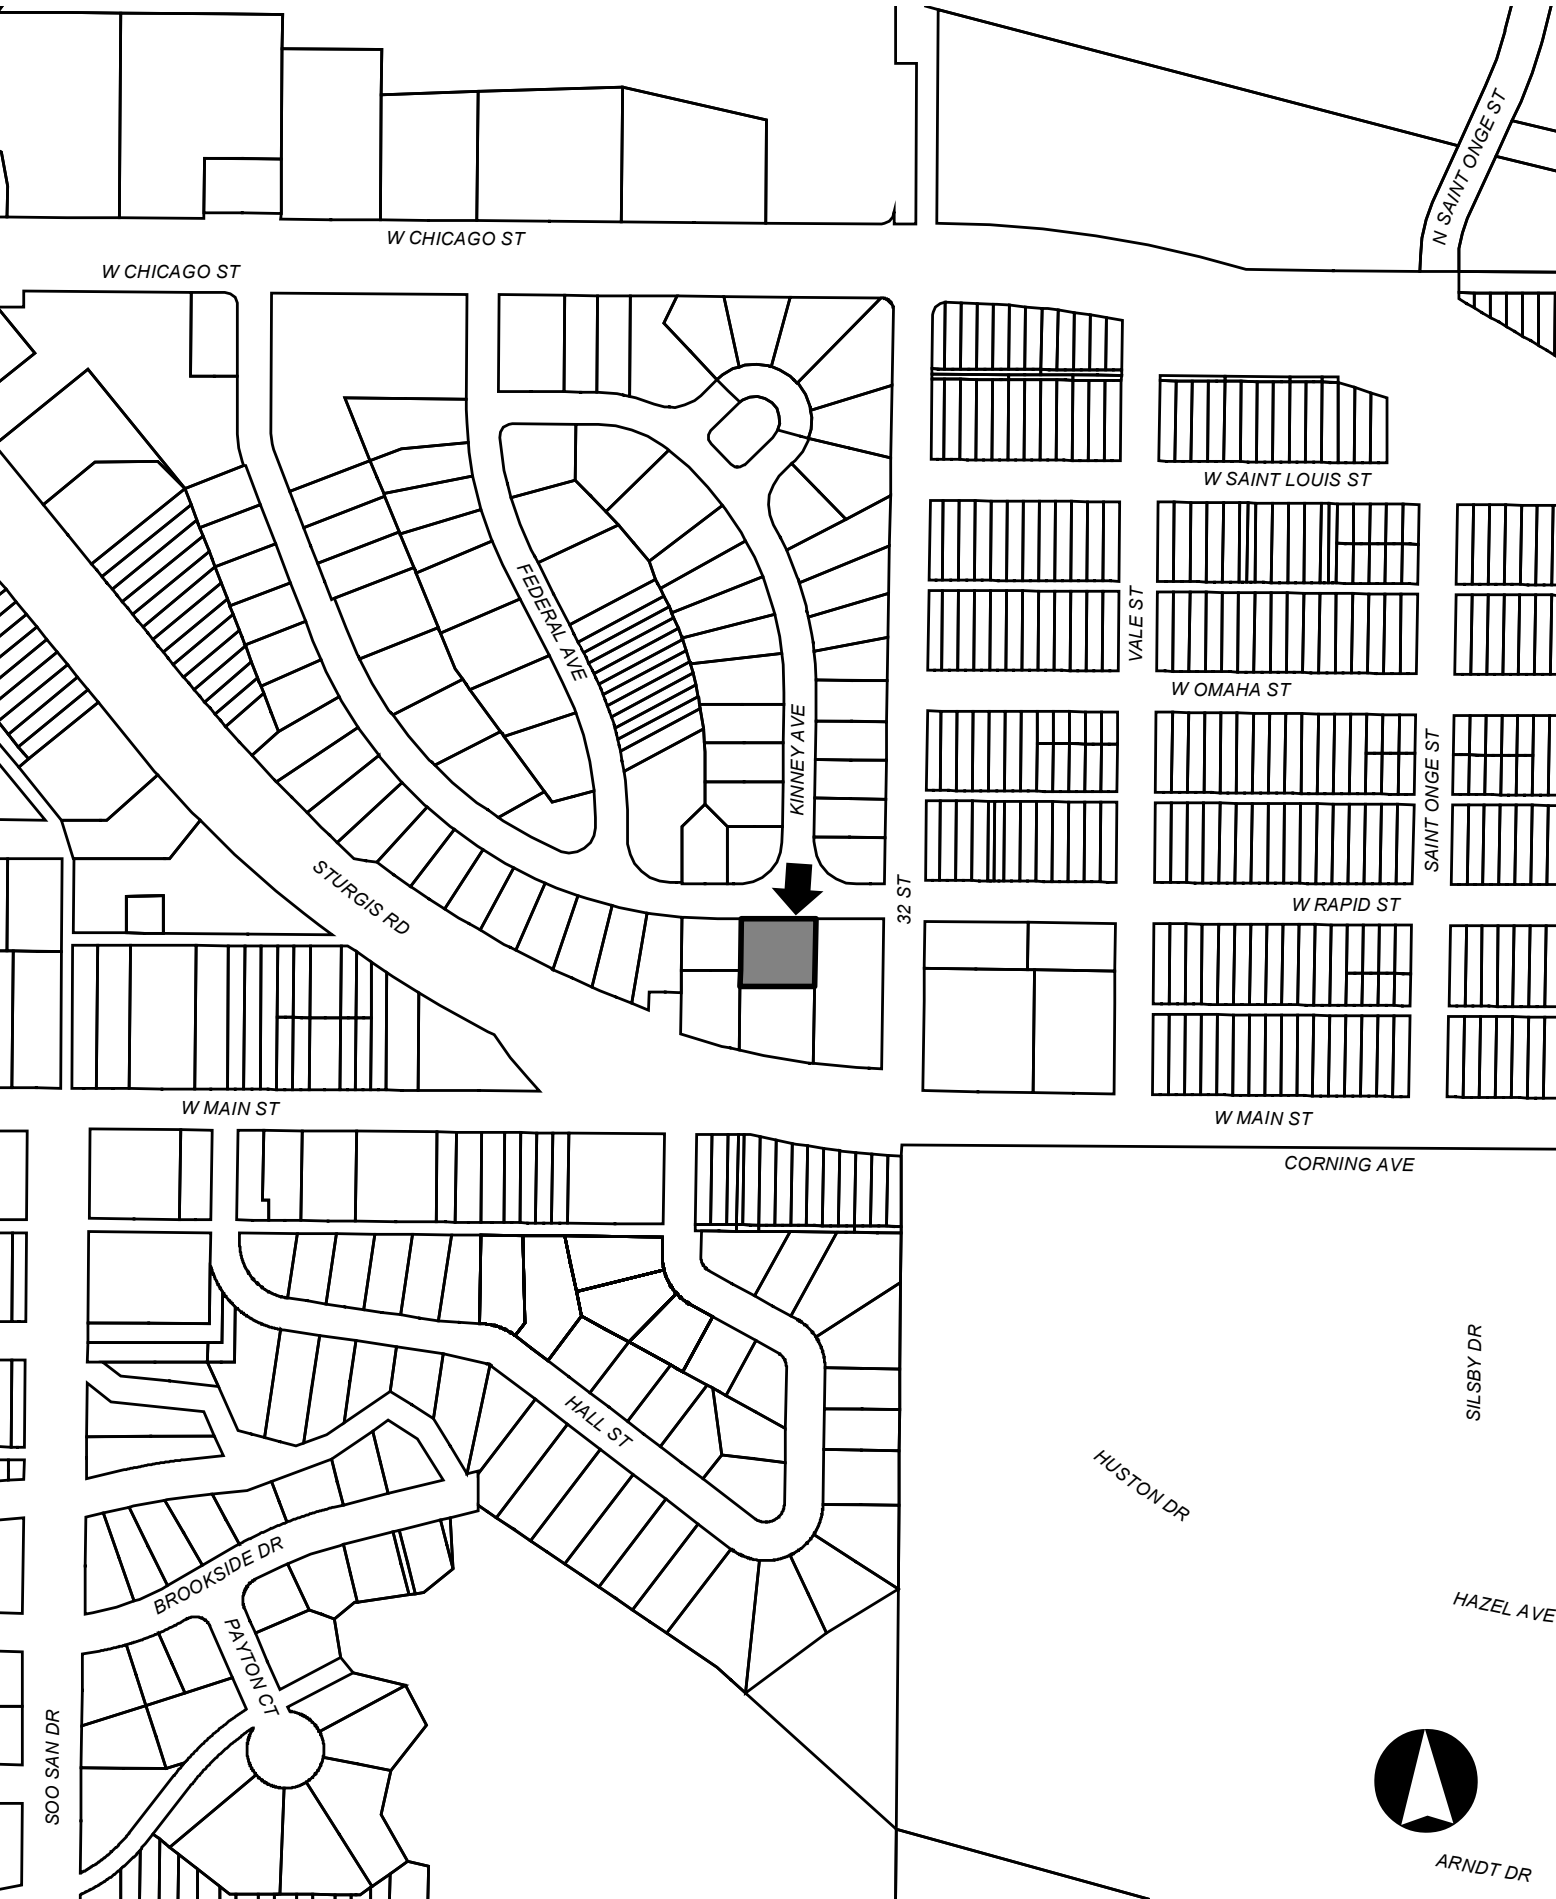 N SAINT ONGE ST
W CHICAGO ST
W CHICAGO ST
W SAINT LOUIS ST
FEDERAL AVE
VALE ST
W OMAHA ST
KINNEY AVE
SAINT ONGE ST
STURGIS RD
32 ST
W RAPID ST
W MAIN ST
W MAIN ST
CORNING AVE
SILSBY DR
HALL ST
HUSTON DR
BROOKSIDE DR
HAZEL AVE
PAYTON CT
SOO SAN DR
ARNDT DR